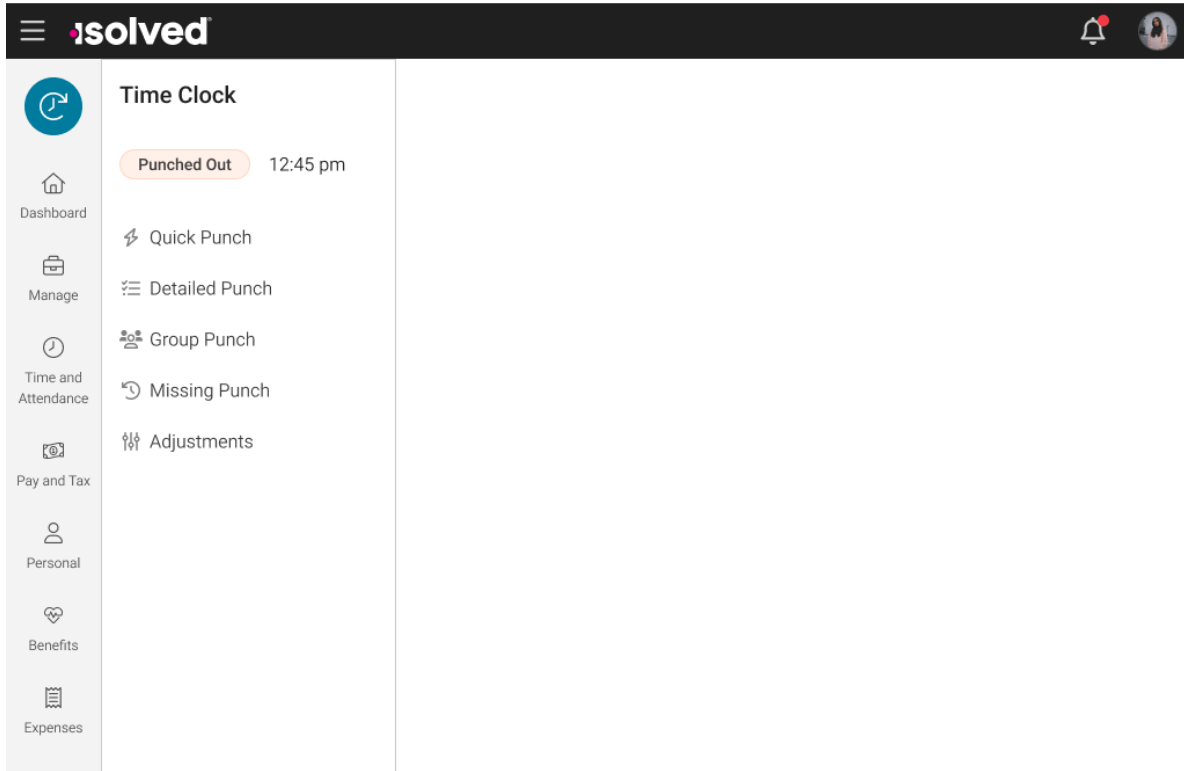 isolved
Time Clock
Punched Out 12:45 pm
Dashboard
Quick Punch
Manage
Detailed Punch
Group Punch
Time and
Attendance
Missing Punch
Adjustments
Pay and Tax
Personal
Benefits
Expenses